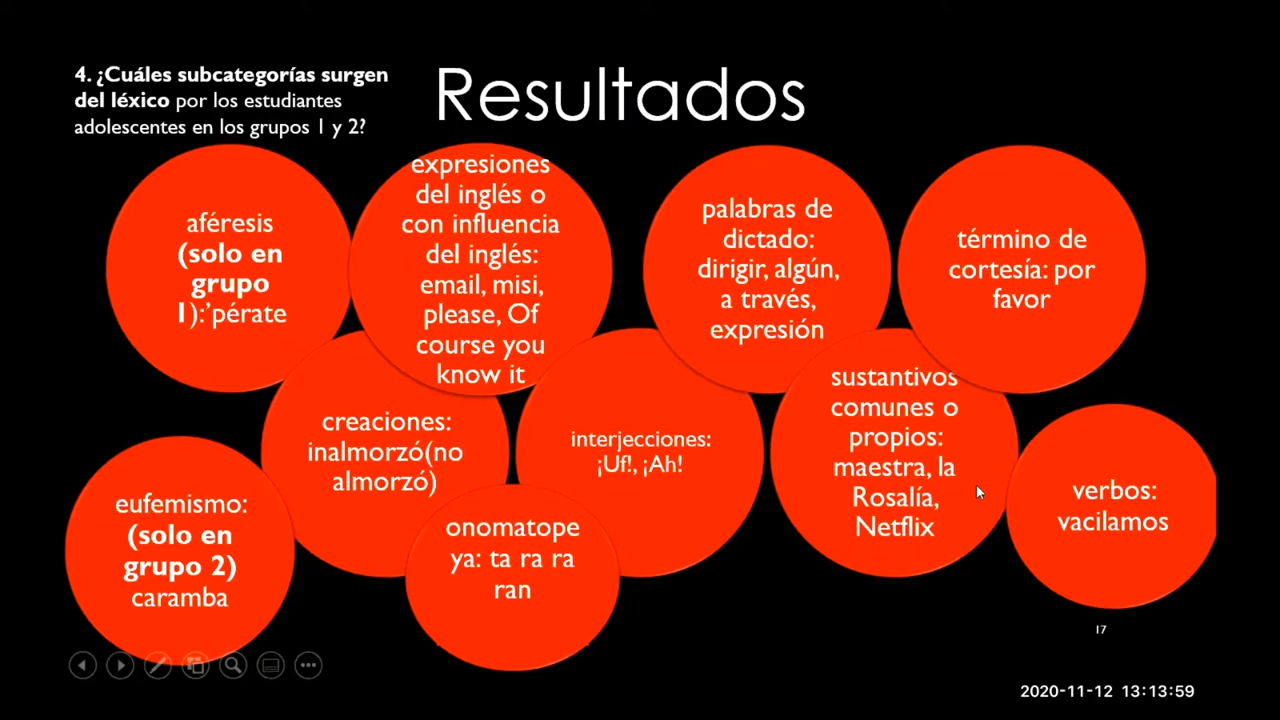 4. ¿Cuáles subcategorías surgen
del léxico por los estudiantes
adolescentes en los grupos 1 y 2?
Resultados
aféresis
(solo en
grupo
1):'pérate
expresiones
del inglés o
con influencia
del inglés:
email, misi,
please, Of
course you
know it
palabras de
dictado:
dirigir, algún,
a través,
expresión
término de
cortesía: por
favor
creaciones:
inalmorzó(no
almorzó)
interjecciones:
¡Uf!, ¡Ah!
sustantivos
comunes o
propios:
maestra, la
Rosalía,
Netflix
verbos:
vacilamos
eufemismo:
(solo en
grupo 2)
caramba
onomatope
ya: ta ra ra
ran
17
2020-11-12 13:13:59